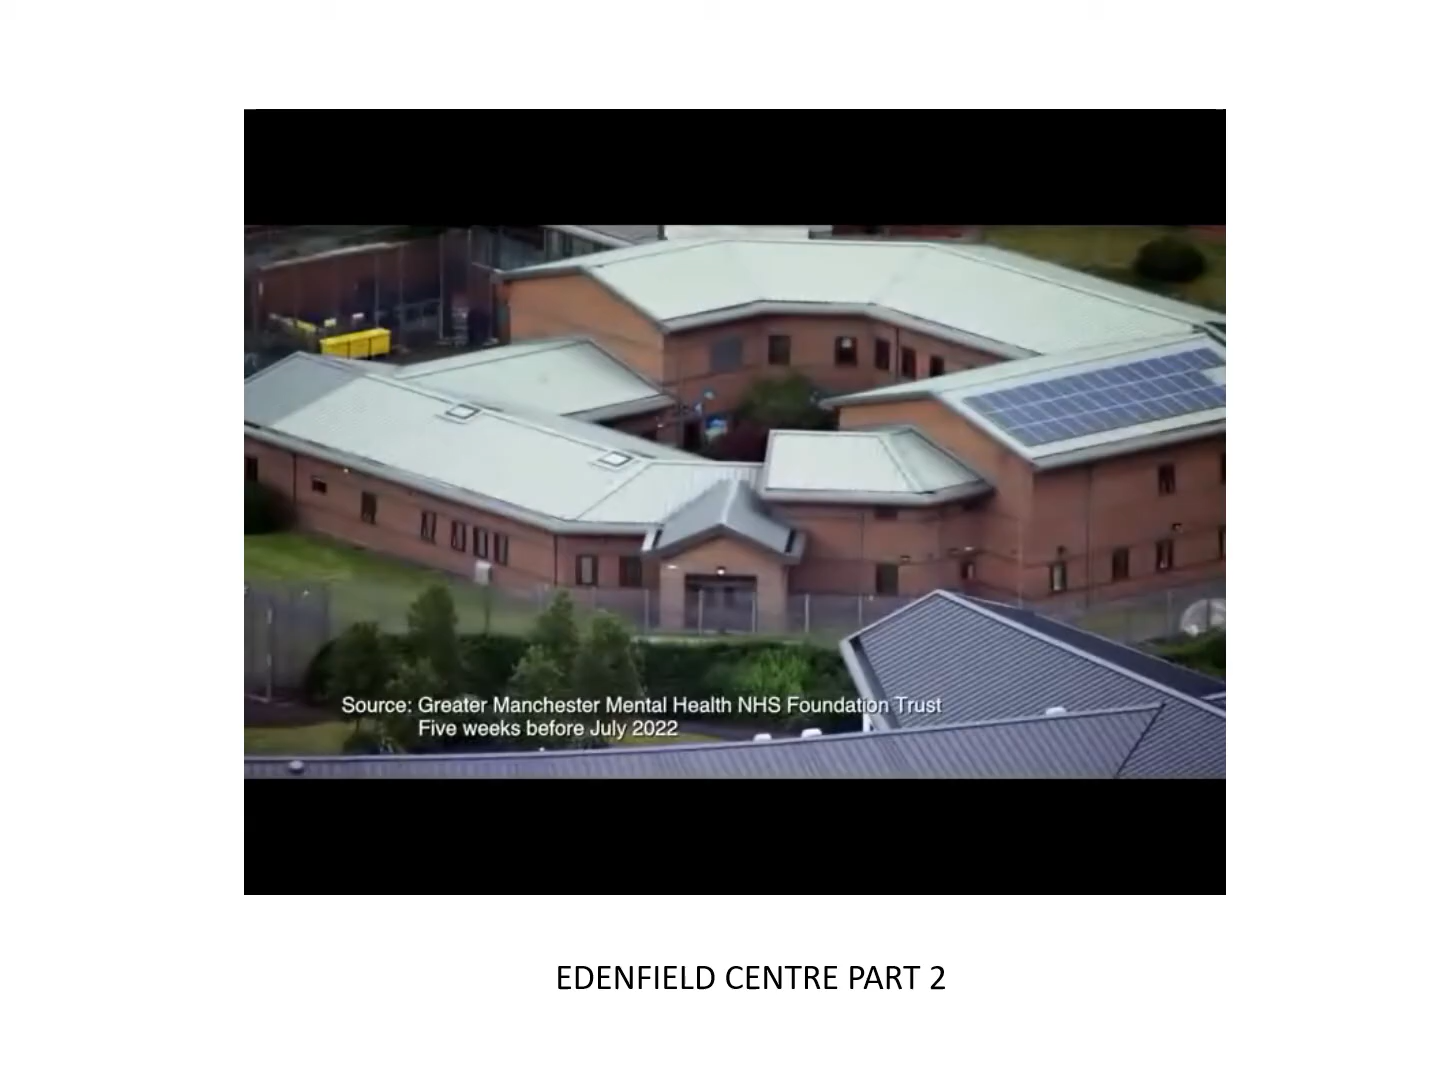 Source: Greater Manchester Mental Health NHS Foundation Trust
Five weeks before July 2022
EDENFIELD CENTRE PART 2